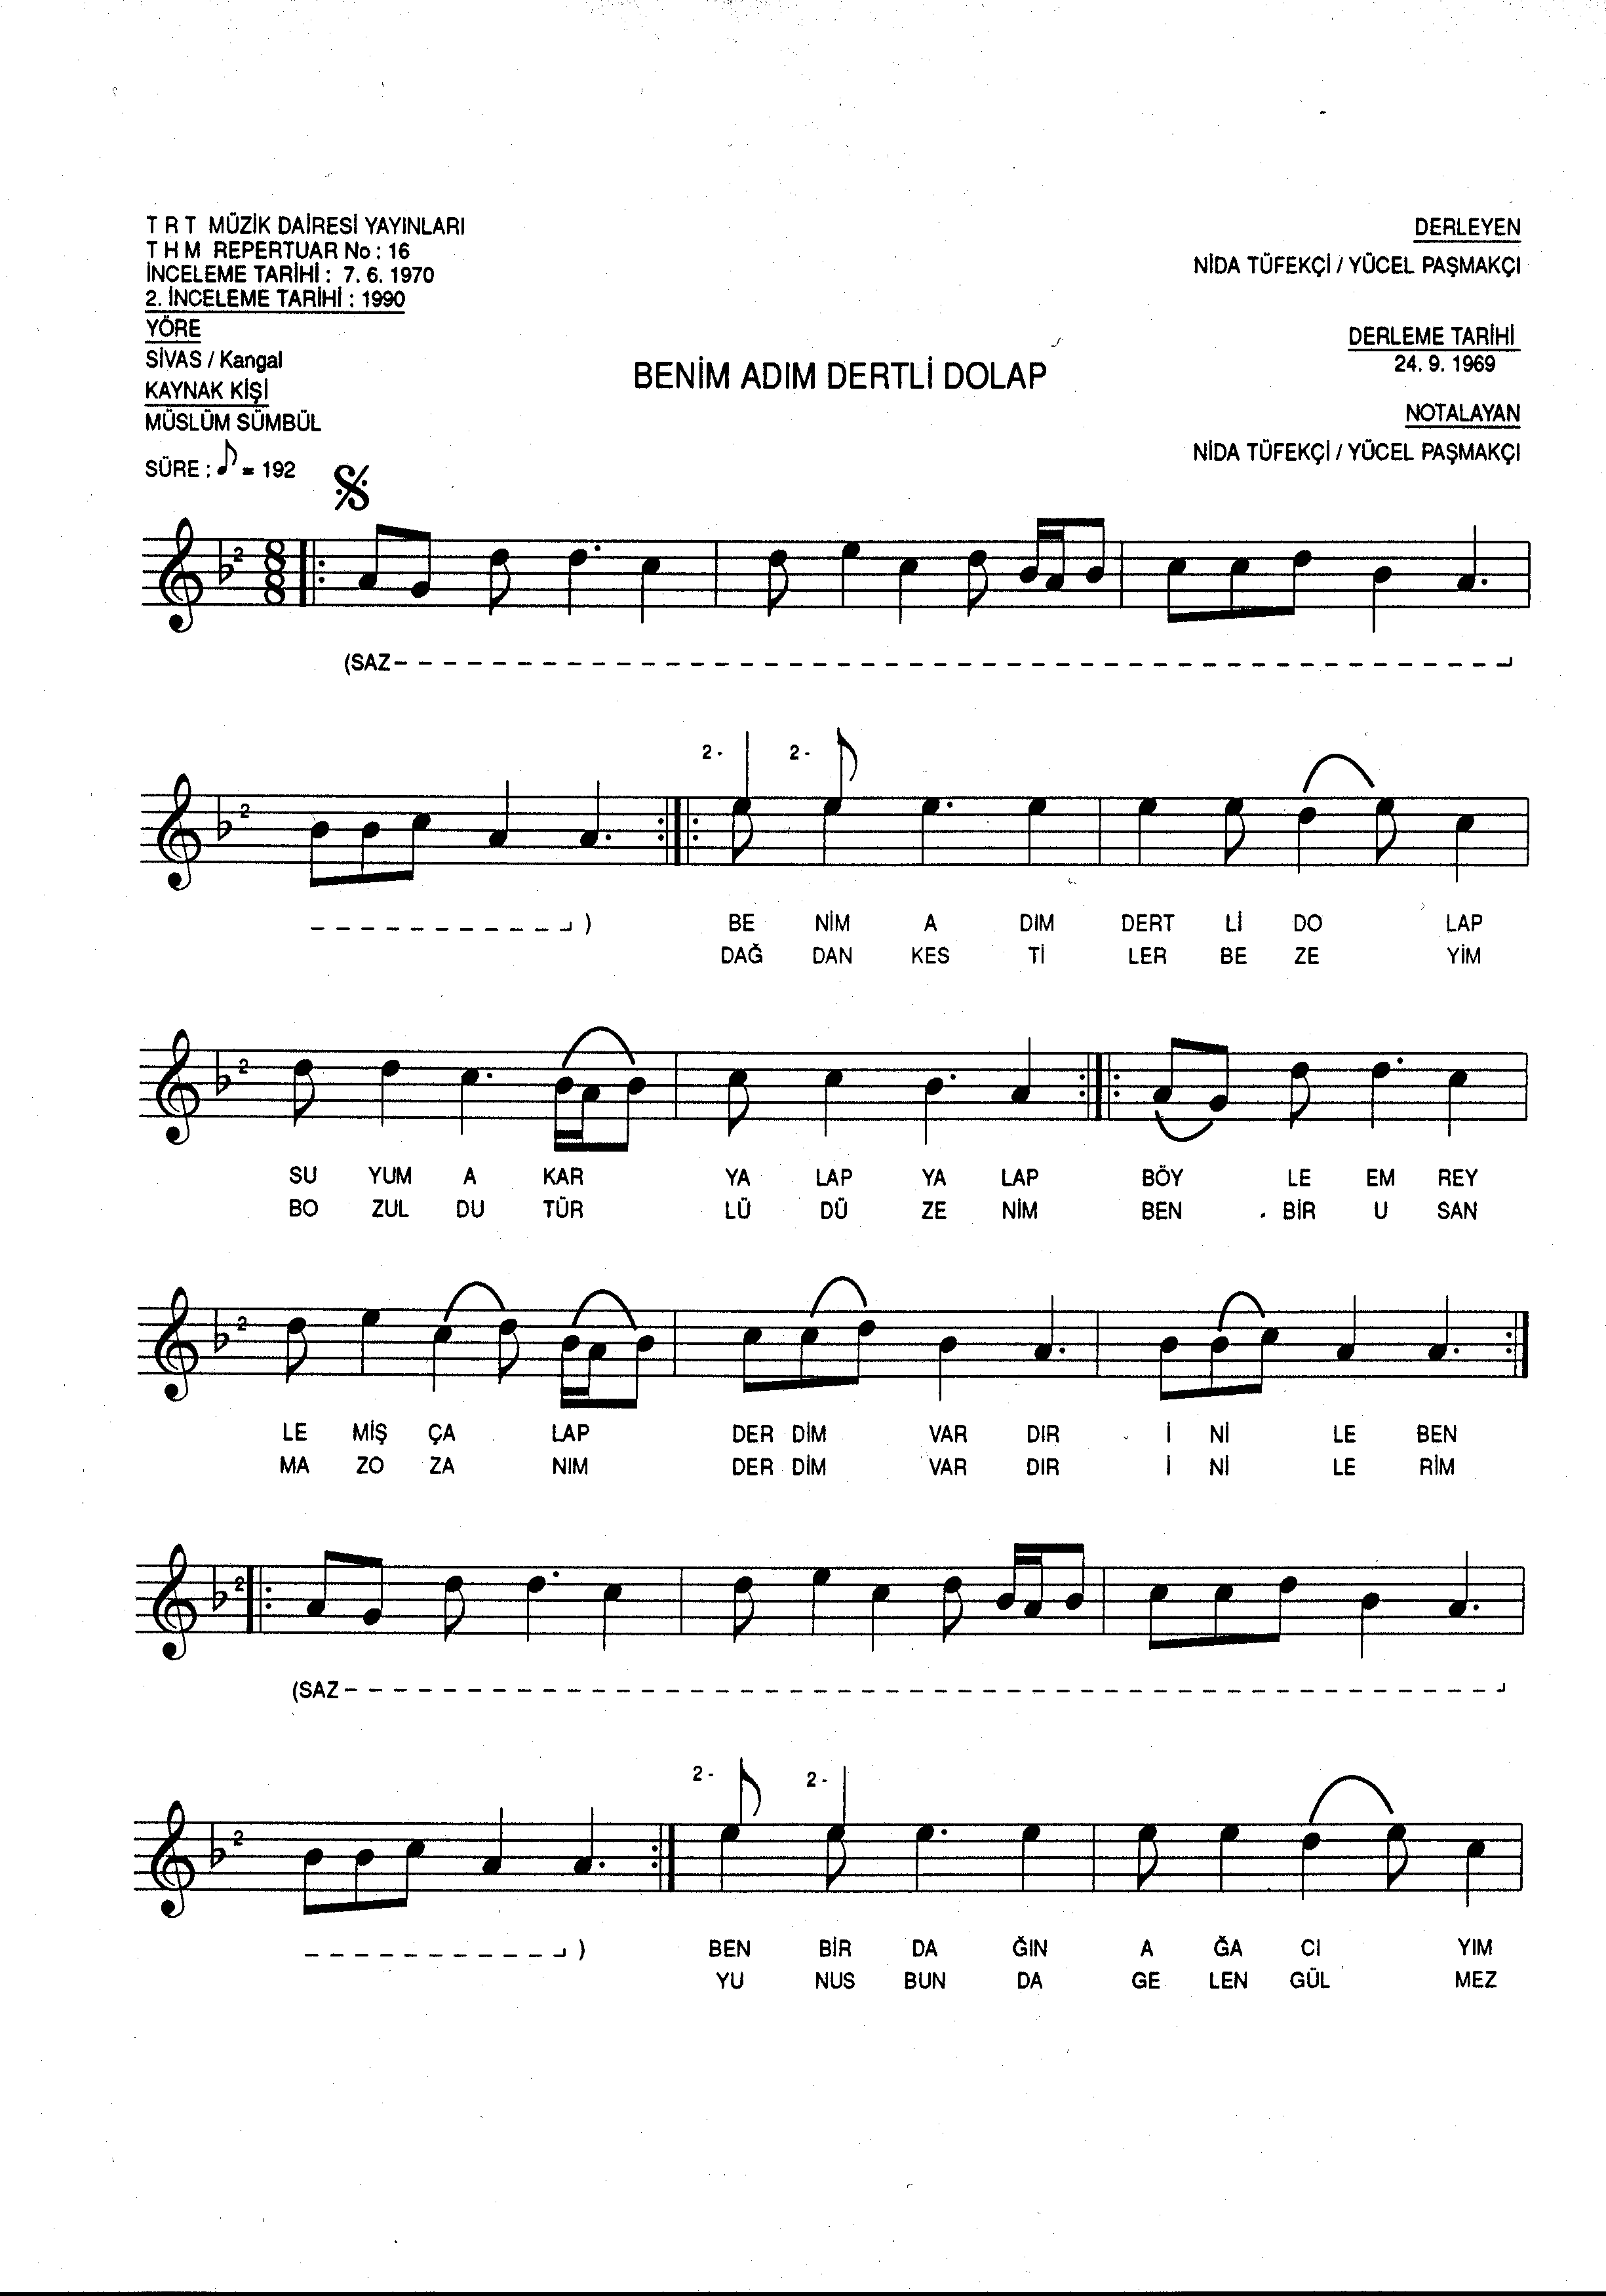 T R T MÜZİK DAİRESİ YAYINLARI
T H M REPERTUAR No : 16
İNCELEME TARİHİ : 7. 6. 1970
2. İNCELEME TARİHİ : 1990
YÖRE
SİVAS / Kangal
KAYNAK KİŞİ
MÜSLÜM SÜMBÜL
SÜRE : ♪ = 192
DERLEYEN
NİDA TÜFEKÇİ / YÜCEL PAŞMAKÇI
DERLEME TARİHİ
24. 9. 1969
NOTALAYAN
NİDA TÜFEKÇİ / YÜCEL PAŞMAKÇI
BENİM ADIM DERTLİ DOLAP
2 8 8
(SAZ
2 2 - 2 -
)
BE NİM A DIM DERT Lİ DO LAP
DAĞ DAN KES Tİ LER BE ZE YİM
2
SU YUM A KAR YA LAP YA LAP BÖY LE EM REY
BO ZUL DU TÜR LÜ DÜ ZE NİM BEN BİR U SAN
2
LE MİŞ ÇA LAP DER DİM VAR DIR İ Nİ LE BEN
MA ZO ZA NIM DER DİM VAR DIR İ Nİ LE RİM
2
(SAZ
2 2 - 2 -
)
BEN BİR DA ĞIN A ĞA CI YIM
YU NUS BUN DA GE LEN GÜL MEZ